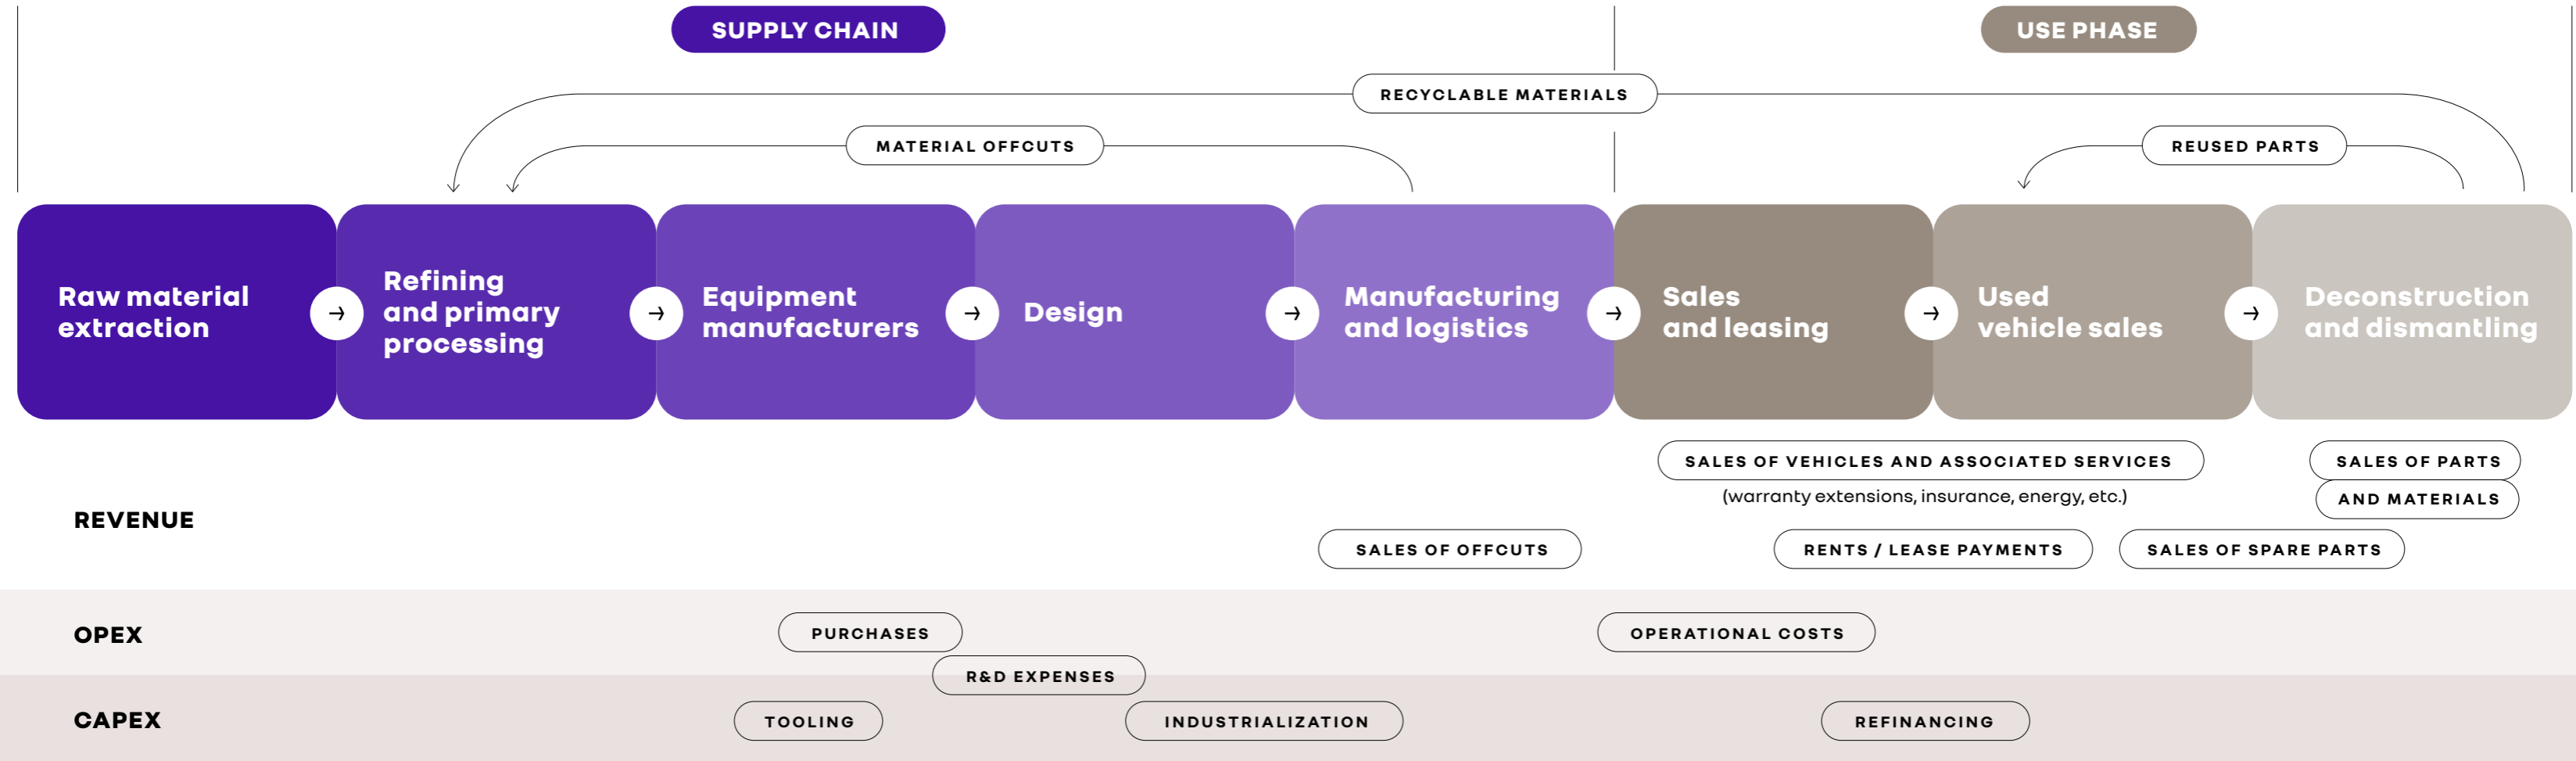 SUPPLY CHAIN
USE PHASE
RECYCLABLE MATERIALS
MATERIAL OFFCUTS
REUSED PARTS
Raw material
extraction
Refining
and primary
processing
Equipment
manufacturers
Design
Manufacturing
and logistics
Sales
and leasing
Used
vehicle sales
Deconstruction
and dismantling
REVENUE
SALES OF VEHICLES AND ASSOCIATED SERVICES
(warranty extensions, insurance, energy, etc.)
SALES OF PARTS
AND MATERIALS
SALES OF OFFCUTS
RENTS / LEASE PAYMENTS
SALES OF SPARE PARTS
OPEX
PURCHASES
OPERATIONAL COSTS
R&D EXPENSES
CAPEX
TOOLING
INDUSTRIALIZATION
REFINANCING